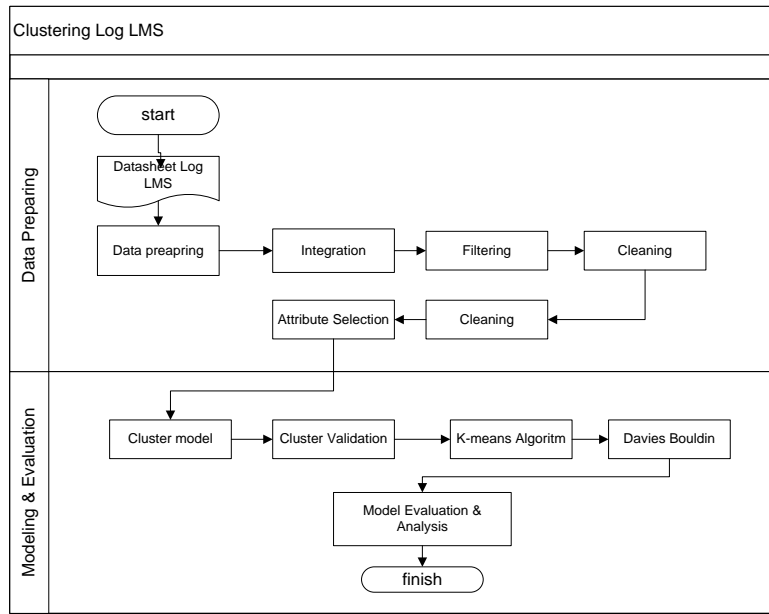 Clustering Log LMS
Data Preparing
start
Datasheet Log
LMS
Data preapring
Integration
Filtering
Cleaning
Attribute Selection
Cleaning
Modeling & Evaluation
Cluster model
Cluster Validation
K-means Algoritm
Davies Bouldin
Model Evaluation &
Analysis
finish